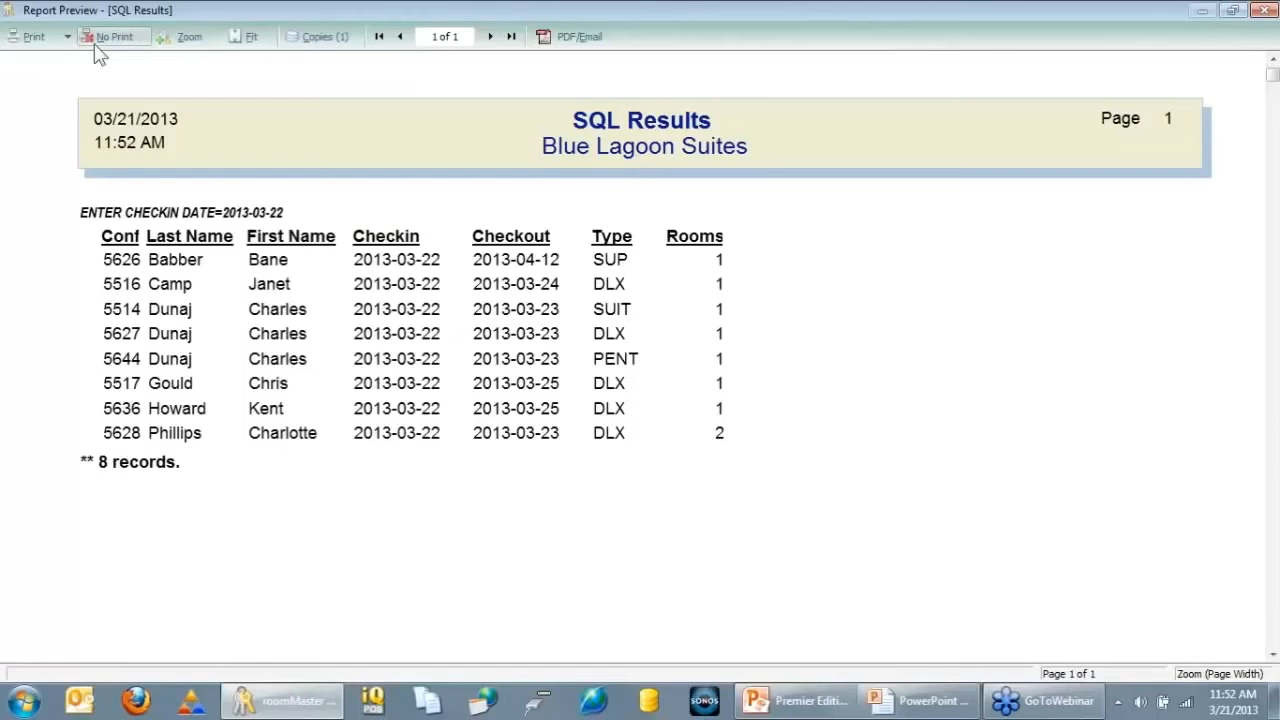 Report Preview - [SQL Results]
Print No Print Zoom Fit Copies (1) 1 of 1 PDF/Email
03/21/2013 SQL Results Page 1
11:52 AM Blue Lagoon Suites
ENTER CHECKIN DATE=2013-03-22
Conf Last Name First Name Checkin Checkout Type Rooms
5626 Babber Bane 2013-03-22 2013-04-12 SUP 1
5516 Camp Janet 2013-03-22 2013-03-24 DLX 1
5514 Dunaj Charles 2013-03-22 2013-03-23 SUIT 1
5627 Dunaj Charles 2013-03-22 2013-03-23 DLX 1
5644 Dunaj Charles 2013-03-22 2013-03-23 PENT 1
5517 Gould Chris 2013-03-22 2013-03-25 DLX 1
5636 Howard Kent 2013-03-22 2013-03-25 DLX 1
5628 Phillips Charlotte 2013-03-22 2013-03-23 DLX 2
** 8 records.
Page 1 of 1 Zoom (Page Width)
roomMaster ... iQ POS SONOS Premier Editi... PowerPoint ... GoToWebinar 11:52 AM
3/21/2013